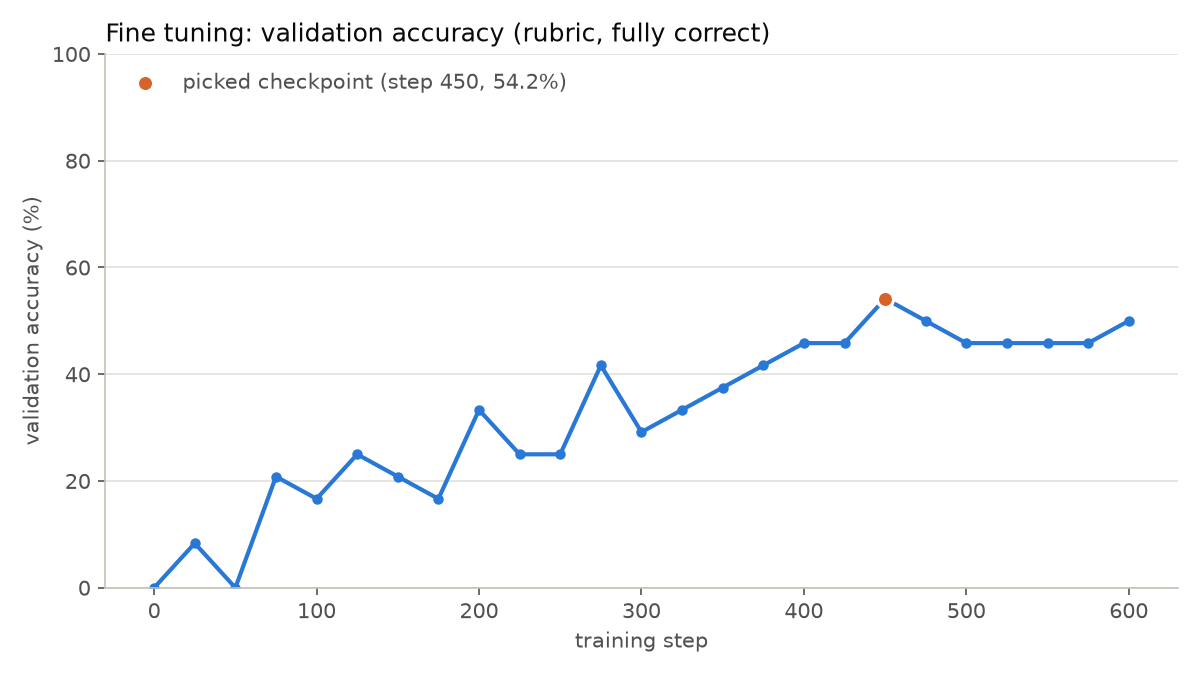 Fine tuning: validation accuracy (rubric, fully correct)
picked checkpoint (step 450, 54.2%)
validation accuracy (%)
100
80
60
40
20
0
0 100 200 300 400 500 600
training step